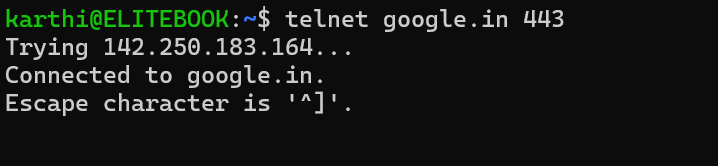 karthi@ELITEBOOK:~$ telnet google.in 443
Trying 142.250.183.164...
Connected to google.in.
Escape character is '^]'.